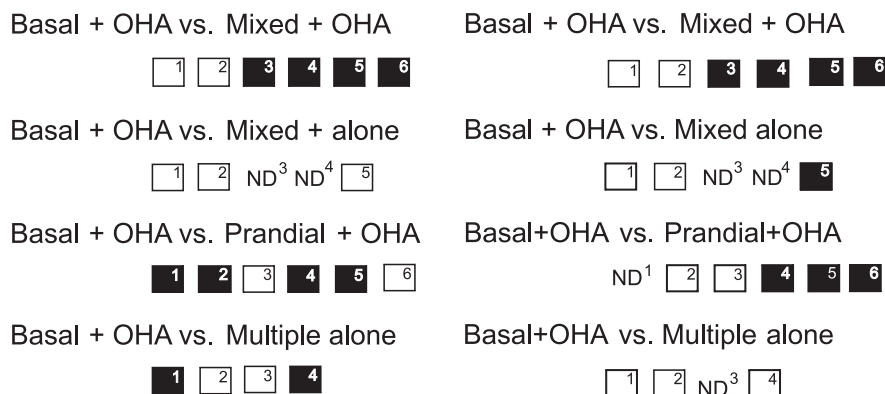 Basal + OHA vs. Mixed + OHA
1 2 3 4 5 6
Basal + OHA vs. Mixed + alone
1 2 ND3 ND4 5
Basal + OHA vs. Prandial + OHA
1 2 3 4 5 6
Basal + OHA vs. Multiple alone
1 2 3 4
Basal + OHA vs. Mixed + OHA
1 2 3 4 5 6
Basal + OHA vs. Mixed alone
1 2 ND3 ND4 5
Basal+OHA vs. Prandial+OHA
ND1 2 3 4 5 6
Basal+OHA vs. Multiple alone
1 2 ND3 4